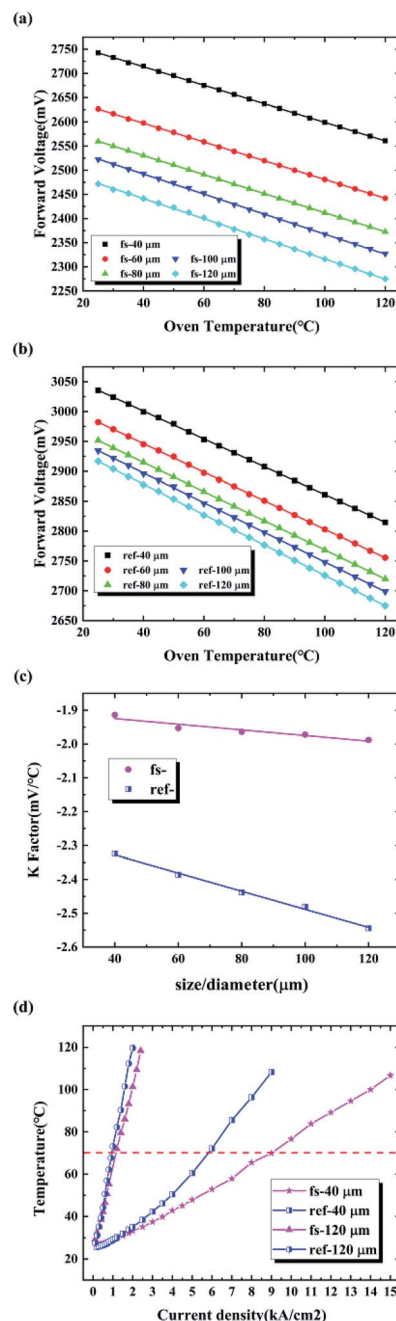 (a)
2750
2700
2650
2600
2550
2500
2450
2400
2350
2300
2250
Forward Voltage(mV)
fs-40 μm
fs-60 μm fs-100 μm
fs-80 μm fs-120 μm
20 40 60 80 100 120
Oven Temperature(℃)
(b)
3050
3000
2950
2900
2850
2800
2750
2700
2650
Forward Voltage(mV)
ref-40 μm
ref-60 μm ref-100 μm
ref-80 μm ref-120 μm
20 40 60 80 100 120
Oven Temperature(℃)
(c)
-1.9
-2.0
-2.1
-2.2
-2.3
-2.4
-2.5
-2.6
K Factor(mV/℃)
fs-
ref-
40 60 80 100 120
size/diameter(μm)
(d)
120
100
80
60
40
20
Temperature(℃)
fs-40 μm
ref-40 μm
fs-120 μm
ref-120 μm
0 1 2 3 4 5 6 7 8 9 10 11 12 13 14 15
Current density(kA/cm2)